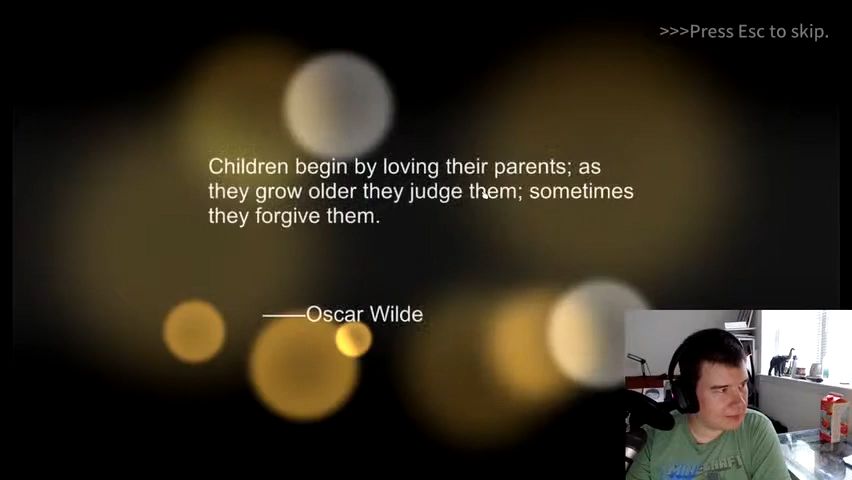 >>>Press Esc to skip.
Children begin by loving their parents; as
they grow older they judge them; sometimes
they forgive them.
——Oscar Wilde
MINECRAFT